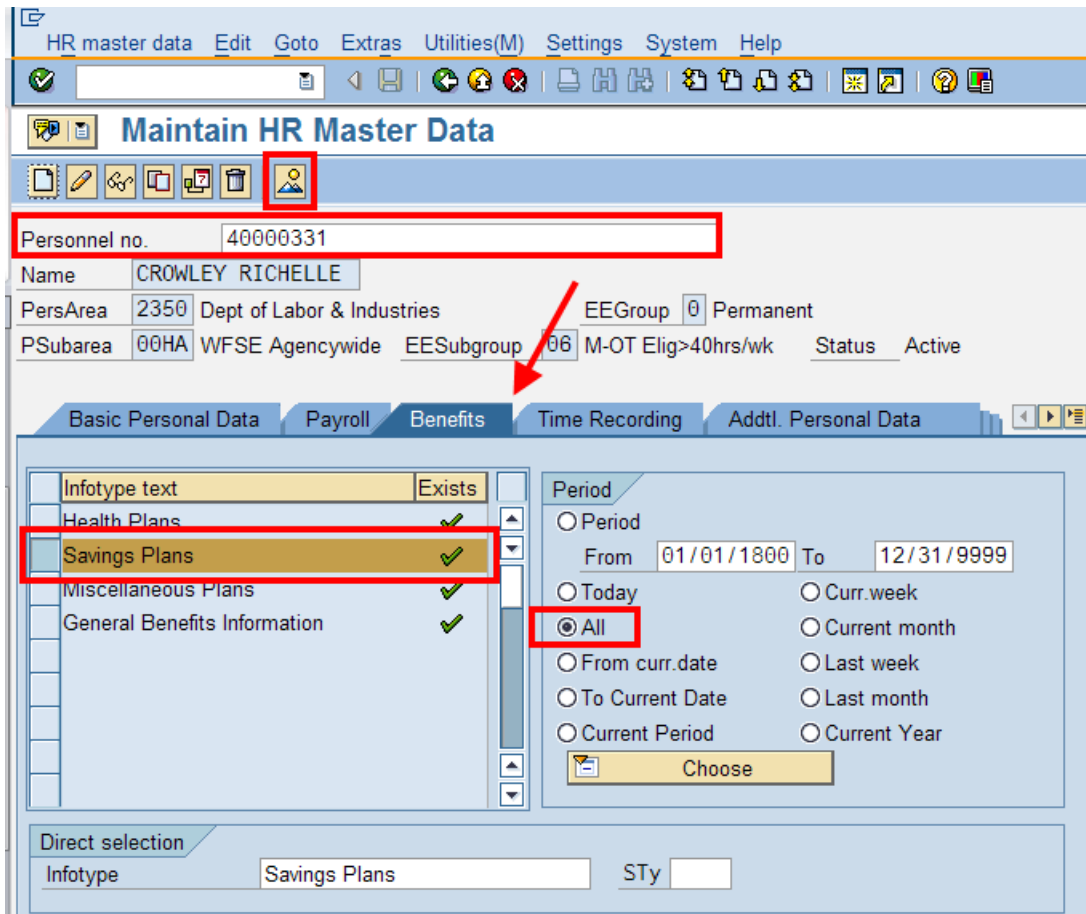 HR master data Edit Goto Extras Utilities(M) Settings System Help
Maintain HR Master Data
Personnel no. 40000331
Name CROWLEY RICHELLE
PersArea 2350 Dept of Labor & Industries EEGroup 0 Permanent
PSubarea 00HA WFSE Agencywide EESubgroup 06 M-OT Elig>40hrs/wk Status Active
Basic Personal Data Payroll Benefits Time Recording Addtl. Personal Data
Infotype text Exists
Health Plans
Savings Plans
Miscellaneous Plans
General Benefits Information
Period
Period
From 01/01/1800 To 12/31/9999
Today Curr.week
All Current month
From curr.date Last week
To Current Date Last month
Current Period Current Year
Choose
Direct selection
Infotype Savings Plans STy